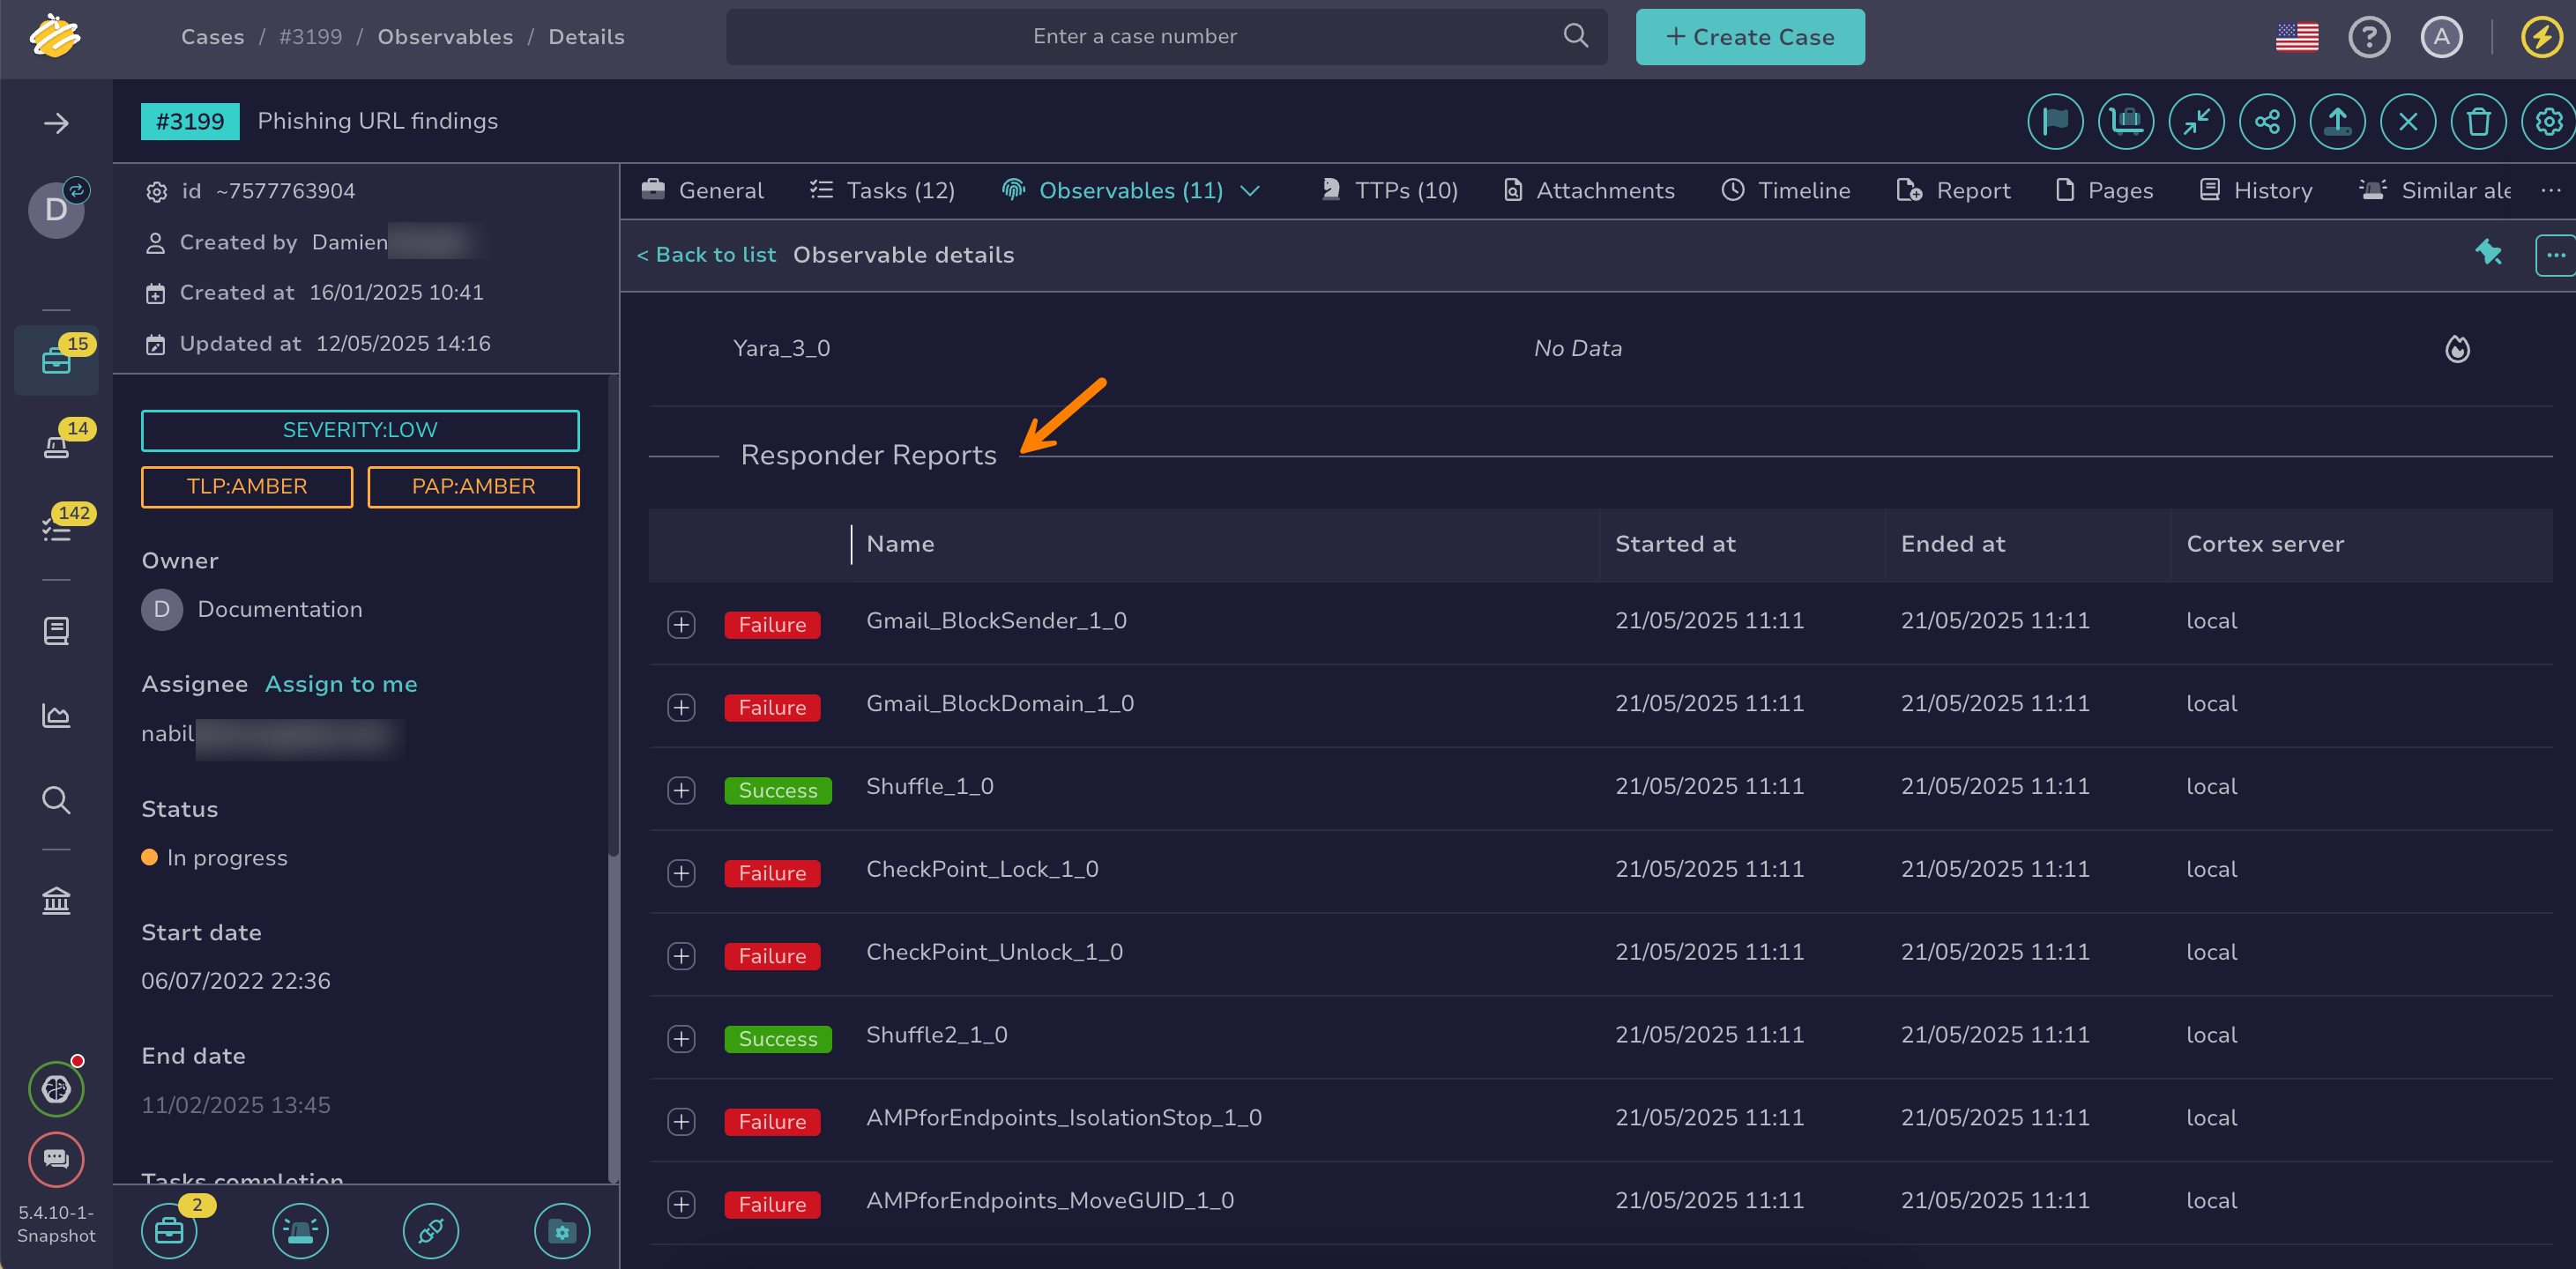 Cases / #3199 / Observables / Details
Enter a case number
+ Create Case
?
A
#3199 Phishing URL findings
D
id ~7577763904
Created by Damien
Created at 16/01/2025 10:41
Updated at 12/05/2025 14:16
General
Tasks (12)
Observables (11)
TTPs (10)
Attachments
Timeline
Report
Pages
History
Similar ale
...
< Back to list Observable details
...
15
14
142
SEVERITY:LOW
TLP:AMBER
PAP:AMBER
Owner
D Documentation
Assignee Assign to me
nabil
Status
In progress
Start date
06/07/2022 22:36
End date
11/02/2025 13:45
Tasks completion
2
5.4.10-1-
Snapshot
Yara_3_0 No Data
Responder Reports
Name Started at Ended at Cortex server
Failure Gmail_BlockSender_1_0 21/05/2025 11:11 21/05/2025 11:11 local
Failure Gmail_BlockDomain_1_0 21/05/2025 11:11 21/05/2025 11:11 local
Success Shuffle_1_0 21/05/2025 11:11 21/05/2025 11:11 local
Failure CheckPoint_Lock_1_0 21/05/2025 11:11 21/05/2025 11:11 local
Failure CheckPoint_Unlock_1_0 21/05/2025 11:11 21/05/2025 11:11 local
Success Shuffle2_1_0 21/05/2025 11:11 21/05/2025 11:11 local
Failure AMPforEndpoints_IsolationStop_1_0 21/05/2025 11:11 21/05/2025 11:11 local
Failure AMPforEndpoints_MoveGUID_1_0 21/05/2025 11:11 21/05/2025 11:11 local